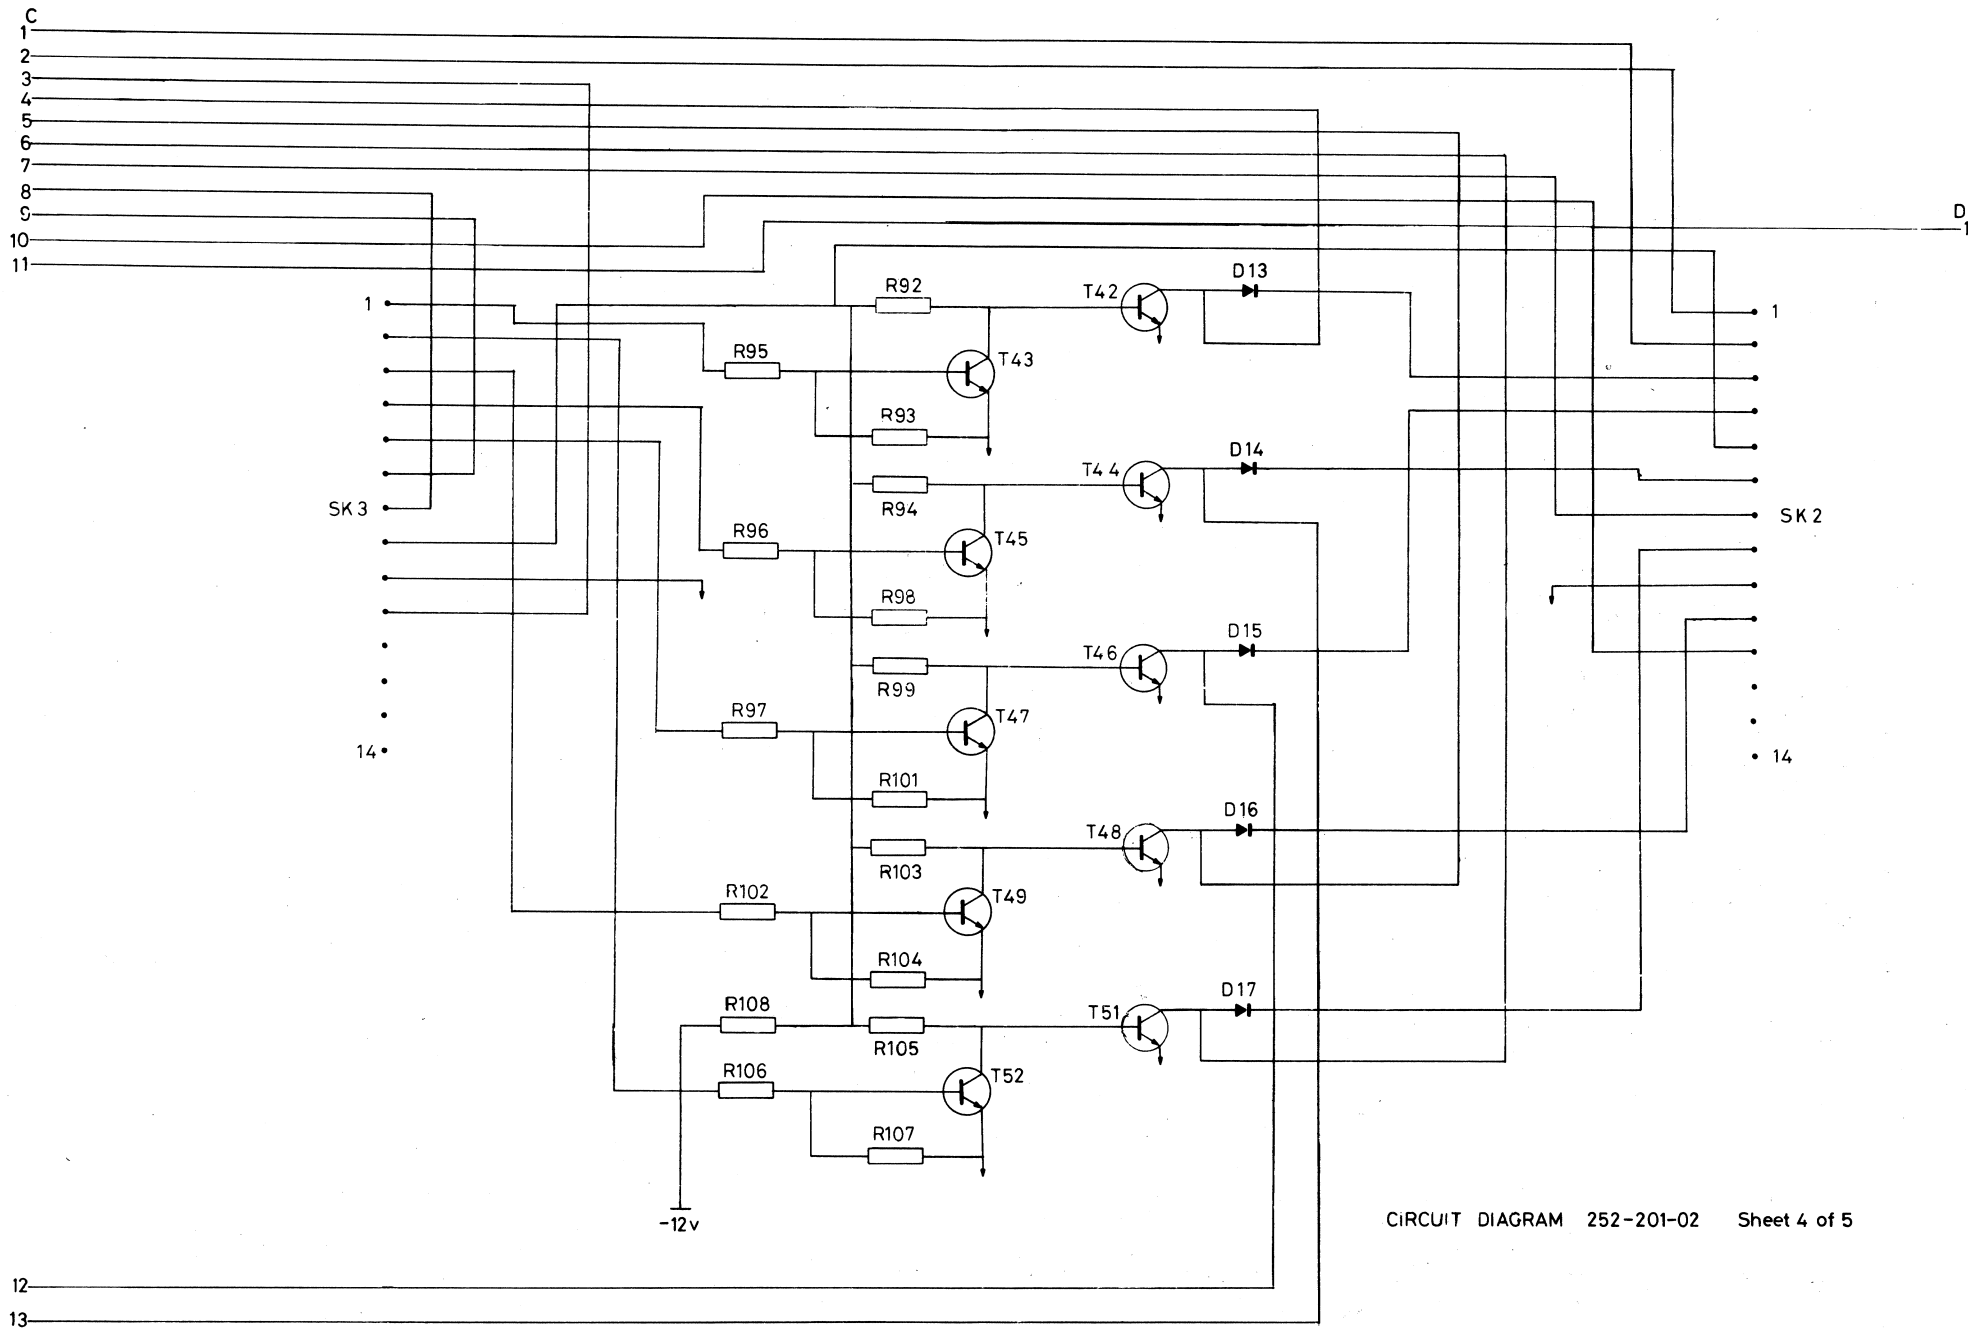 C
1
2
3
4
5
6
7
8
9
10
11
D
1
R92
T42
D13
1
1
R95
T43
R93
T44
D14
R94
SK3
SK2
R96
T45
R98
T46
D15
R99
R97
T47
14
14
R101
T48
D16
R103
R102
T49
R104
R108
T51
D17
R105
R106
T52
R107
-12v
CIRCUIT DIAGRAM 252-201-02 Sheet 4 of 5
12
13